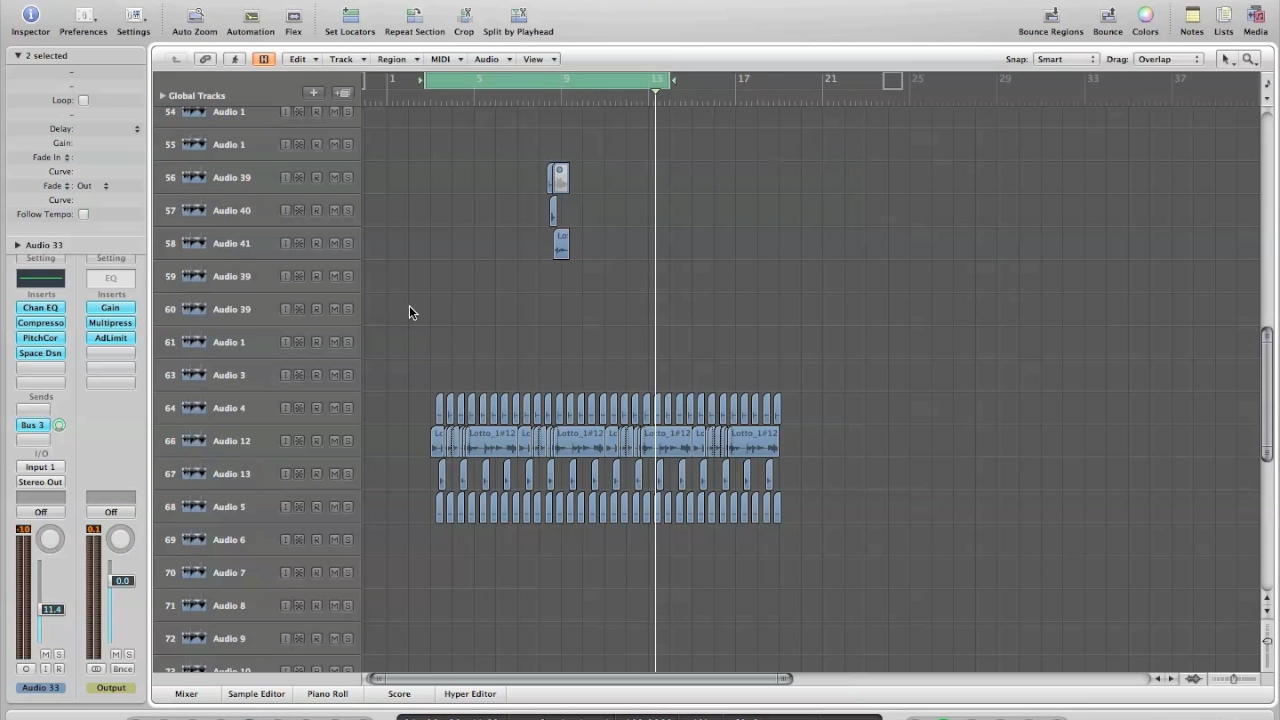 Inspector Preferences Settings Auto Zoom Automation Flex Set Locators Repeat Section Crop Split by Playhead Bounce Regions Bounce Colors Notes Lists Media
2 selected
Edit Track Region MIDI Audio View Snap: Smart Drag: Overlap
1 5 9 13 17 21 25 29 33 37
Global Tracks
Loop:
Delay:
Gain:
Fade In :
Curve:
Fade : Out
Curve:
Follow Tempo:
Audio 33
Setting Setting
EQ
Inserts Inserts
Chan EQ Gain
Compresso Multipress
PitchCor AdLimit
Space Dsn
Sends
Bus 3
I/O
Input 1
Stereo Out
Off Off
-10 0.1
11.4 0.0
M S M S
I R Bnce
Audio 33 Output
54 Audio 1 I R M S
55 Audio 1 I R M S
56 Audio 39 I R M S
57 Audio 40 I R M S
58 Audio 41 I R M S Lo
59 Audio 39 I R M S
60 Audio 39 I R M S
61 Audio 1 I R M S
63 Audio 3 I R M S
64 Audio 4 I R M S
66 Audio 12 I R M S Lo Lotto_1#12 Lo Lotto_1#12 Lo Lotto_1#12 Lo Lotto_1#12
67 Audio 13 I R M S
68 Audio 5 I R M S
69 Audio 6 I R M S
70 Audio 7 I R M S
71 Audio 8 I R M S
72 Audio 9 I R M S
Mixer Sample Editor Piano Roll Score Hyper Editor